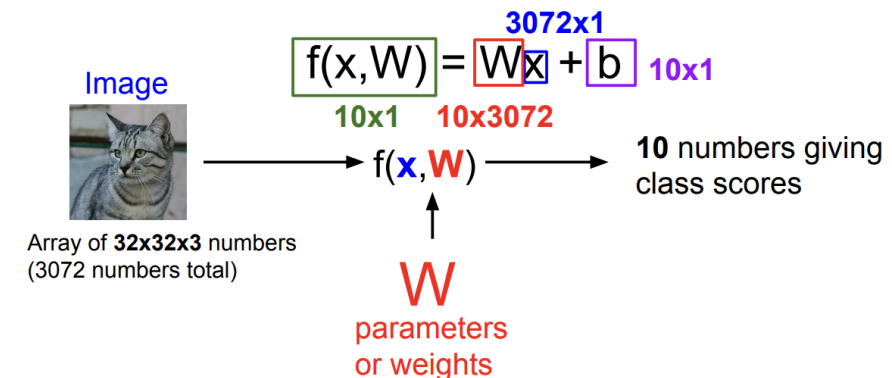 3072x1
f(x,W) = Wx + b 10x1
10x1 10x3072
Image
f(x,W)
10 numbers giving
class scores
Array of 32x32x3 numbers
(3072 numbers total)
W
parameters
or weights